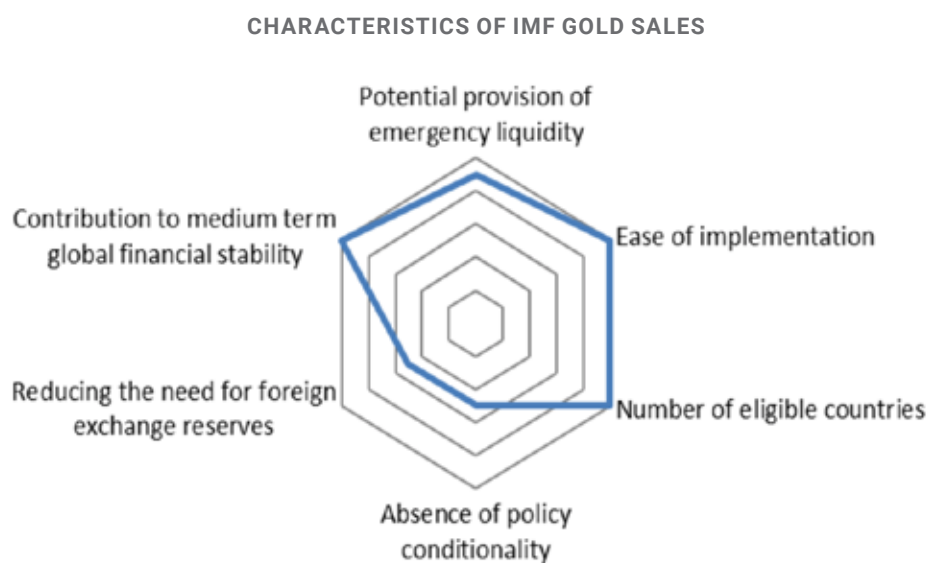 CHARACTERISTICS OF IMF GOLD SALES
Potential provision of
emergency liquidity
Contribution to medium term
global financial stability
Ease of implementation
Reducing the need for foreign
exchange reserves
Number of eligible countries
Absence of policy
conditionality